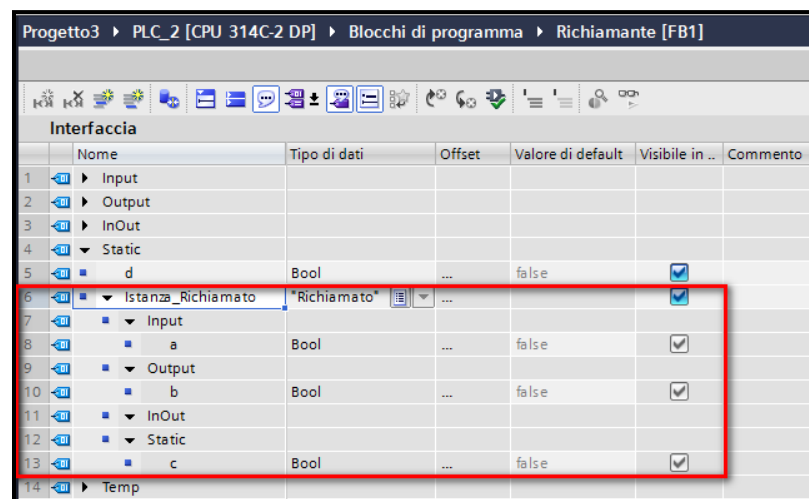 Progetto3 ▸ PLC_2 [CPU 314C-2 DP] ▸ Blocchi di programma ▸ Richiamante [FB1]
Interfaccia
Nome Tipo di dati Offset Valore di default Visibile in .. Commento
1 Input
2 Output
3 InOut
4 Static
5 d Bool ... false
6 Istanza_Richiamato "Richiamato" ...
7 Input
8 a Bool ... false
9 Output
10 b Bool ... false
11 InOut
12 Static
13 c Bool ... false
14 Temp